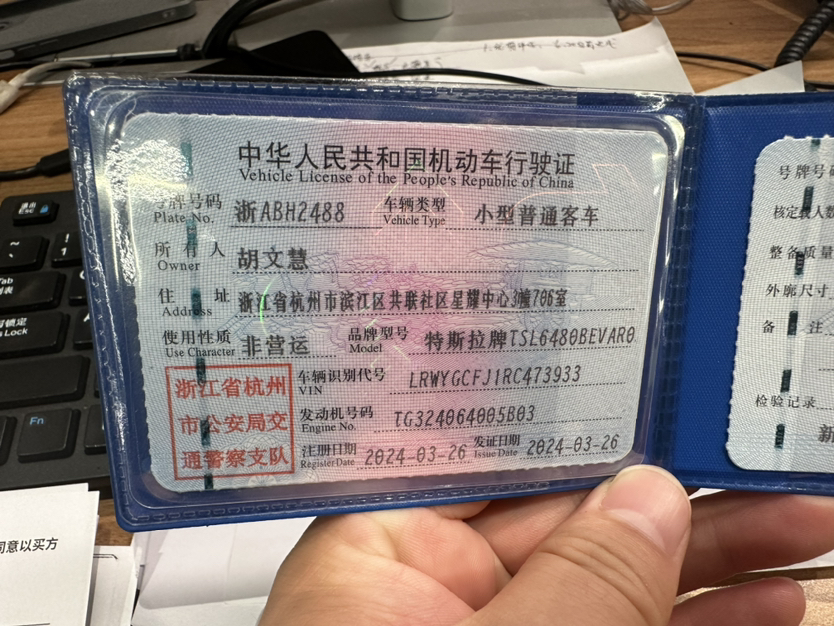 中华人民共和国机动车行驶证
Vehicle License of the People's Republic of China
号牌号码 浙ABH2488 车辆类型 小型普通客车
Plate No. Vehicle Type
所有人 胡文慧
Owner
住址 浙江省杭州市滨江区共联社区星耀中心3幢706室
Address
使用性质 非营运 品牌型号 特斯拉牌TSL6480BEVAR0
Use Character Model
浙江省杭州
市公安局交
通警察支队
车辆识别代号 LRWYGCFJ1RC473933
VIN
发动机号码 TG324064005B03
Engine No.
注册日期 2024-03-26 发证日期 2024-03-26
Register Date Issue Date
号牌号码
核定载人数
整备质量
外廓尺寸
备注
检验记录
新
退出
ESC
Tab
Fn
同意以买方